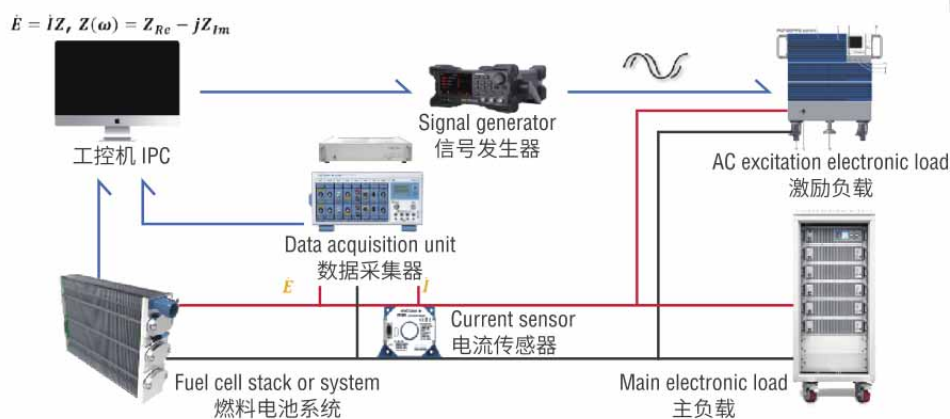 Ė = İZ, Z(ω) = Z_Re − jZ_Im
工控机 IPC
Signal generator
信号发生器
AC excitation electronic load
激励负载
Data acquisition unit
数据采集器
Ė
İ
Current sensor
电流传感器
Fuel cell stack or system
燃料电池系统
Main electronic load
主负载